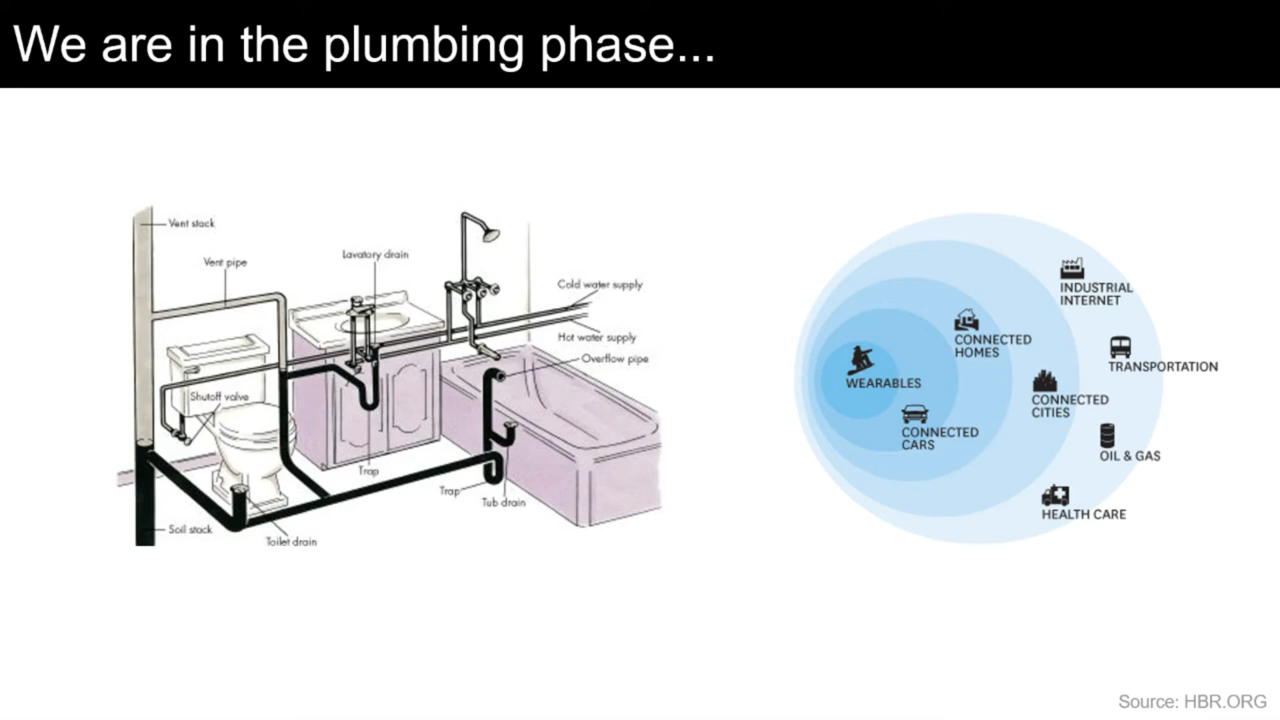 We are in the plumbing phase...
Vent stack
Vent pipe
Lavatory drain
Cold water supply
Hot water supply
Overflow pipe
Shutoff valve
Trap
Trap
Tub drain
Soil stack
Toilet drain
INDUSTRIAL
INTERNET
CONNECTED
HOMES
TRANSPORTATION
WEARABLES
CONNECTED
CITIES
CONNECTED
CARS
OIL & GAS
HEALTH CARE
Source: HBR.ORG